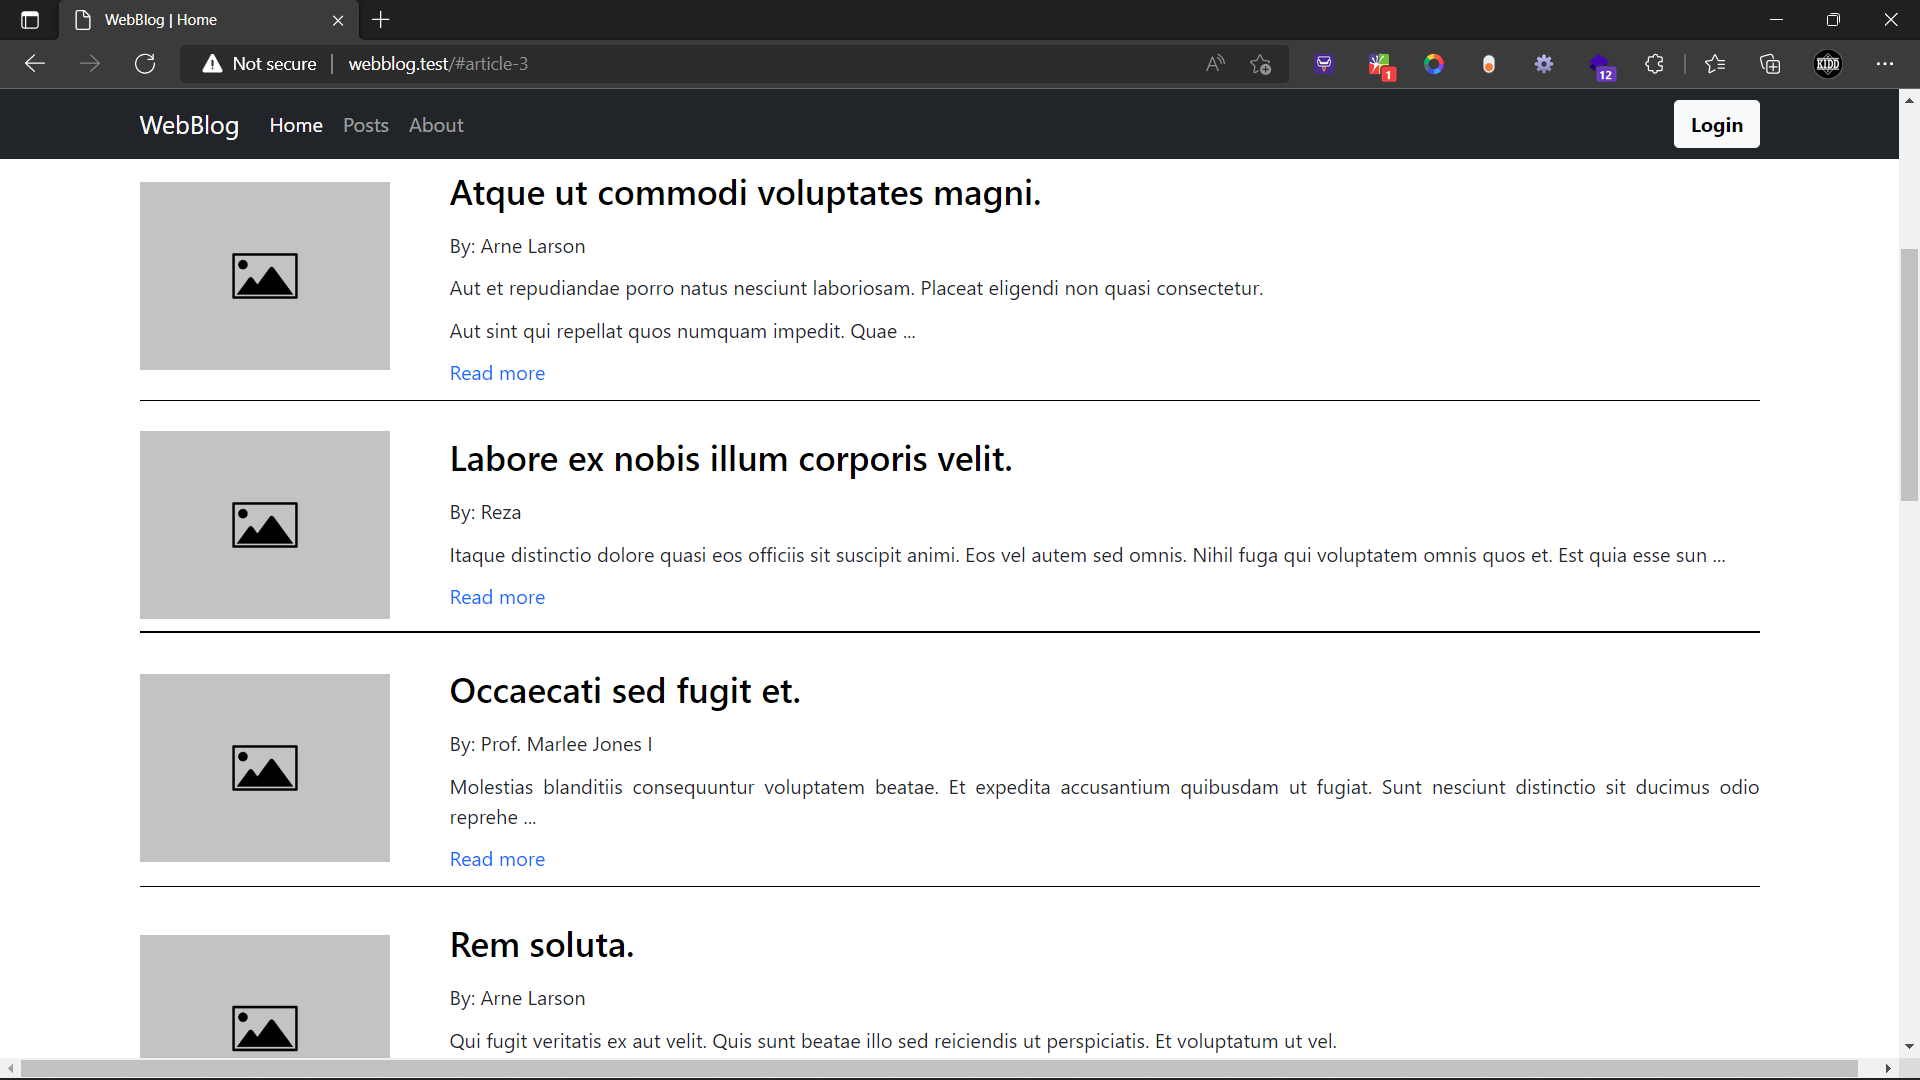 WebBlog | Home
Not secure
webblog.test/#article-3
1
12
KIDD
WebBlog
Home
Posts
About
Login
Atque ut commodi voluptates magni.
By: Arne Larson
Aut et repudiandae porro natus nesciunt laboriosam. Placeat eligendi non quasi consectetur.
Aut sint qui repellat quos numquam impedit. Quae ...
Read more
Labore ex nobis illum corporis velit.
By: Reza
Itaque distinctio dolore quasi eos officiis sit suscipit animi. Eos vel autem sed omnis. Nihil fuga qui voluptatem omnis quos et. Est quia esse sun ...
Read more
Occaecati sed fugit et.
By: Prof. Marlee Jones I
Molestias blanditiis consequuntur voluptatem beatae. Et expedita accusantium quibusdam ut fugiat. Sunt nesciunt distinctio sit ducimus odio
reprehe ...
Read more
Rem soluta.
By: Arne Larson
Qui fugit veritatis ex aut velit. Quis sunt beatae illo sed reiciendis ut perspiciatis. Et voluptatum ut vel.